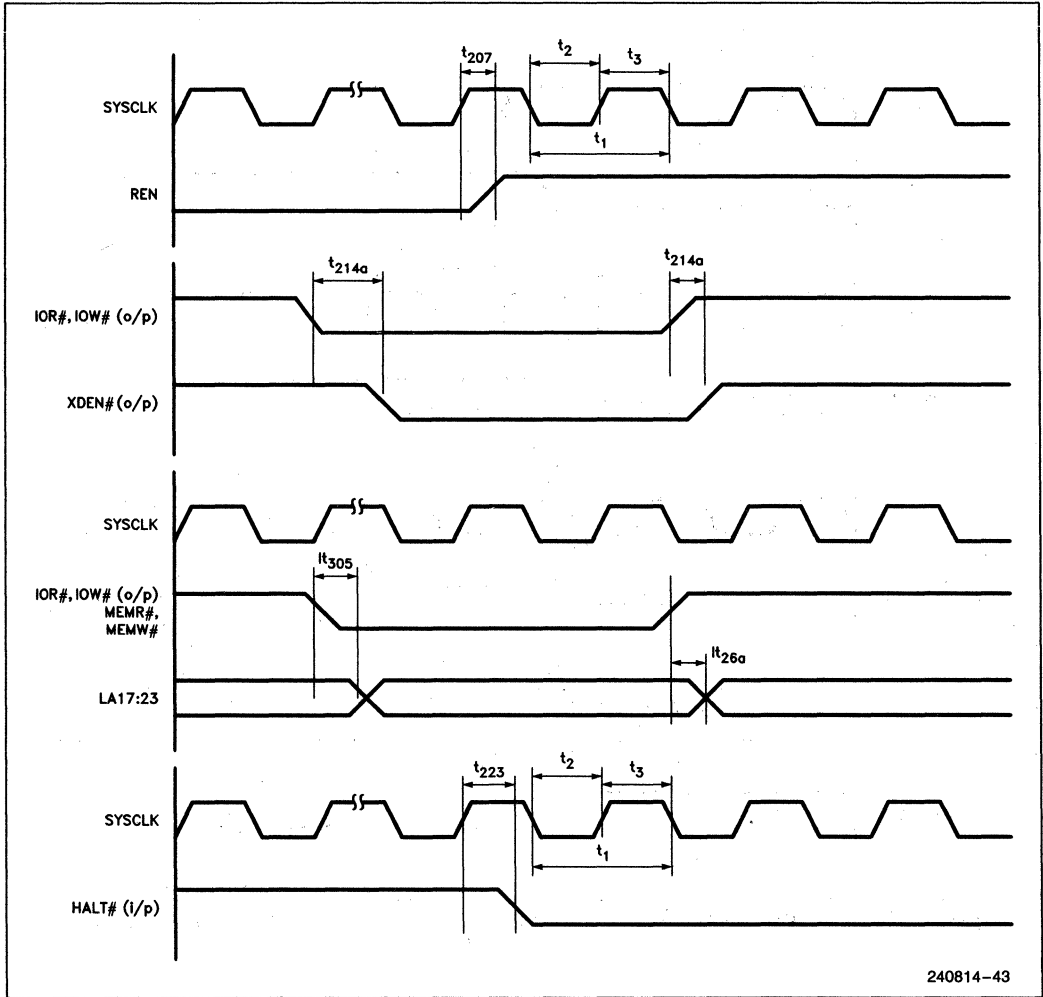 t207 t2 t3
SYSCLK
t1
REN
t214a t214a
IOR#, IOW# (o/p)
XDEN# (o/p)
SYSCLK
lt305
IOR#, IOW# (o/p)
MEMR#,
MEMW#
lt26a
LA17:23
t223 t2 t3
SYSCLK
t1
HALT# (i/p)
240814-43